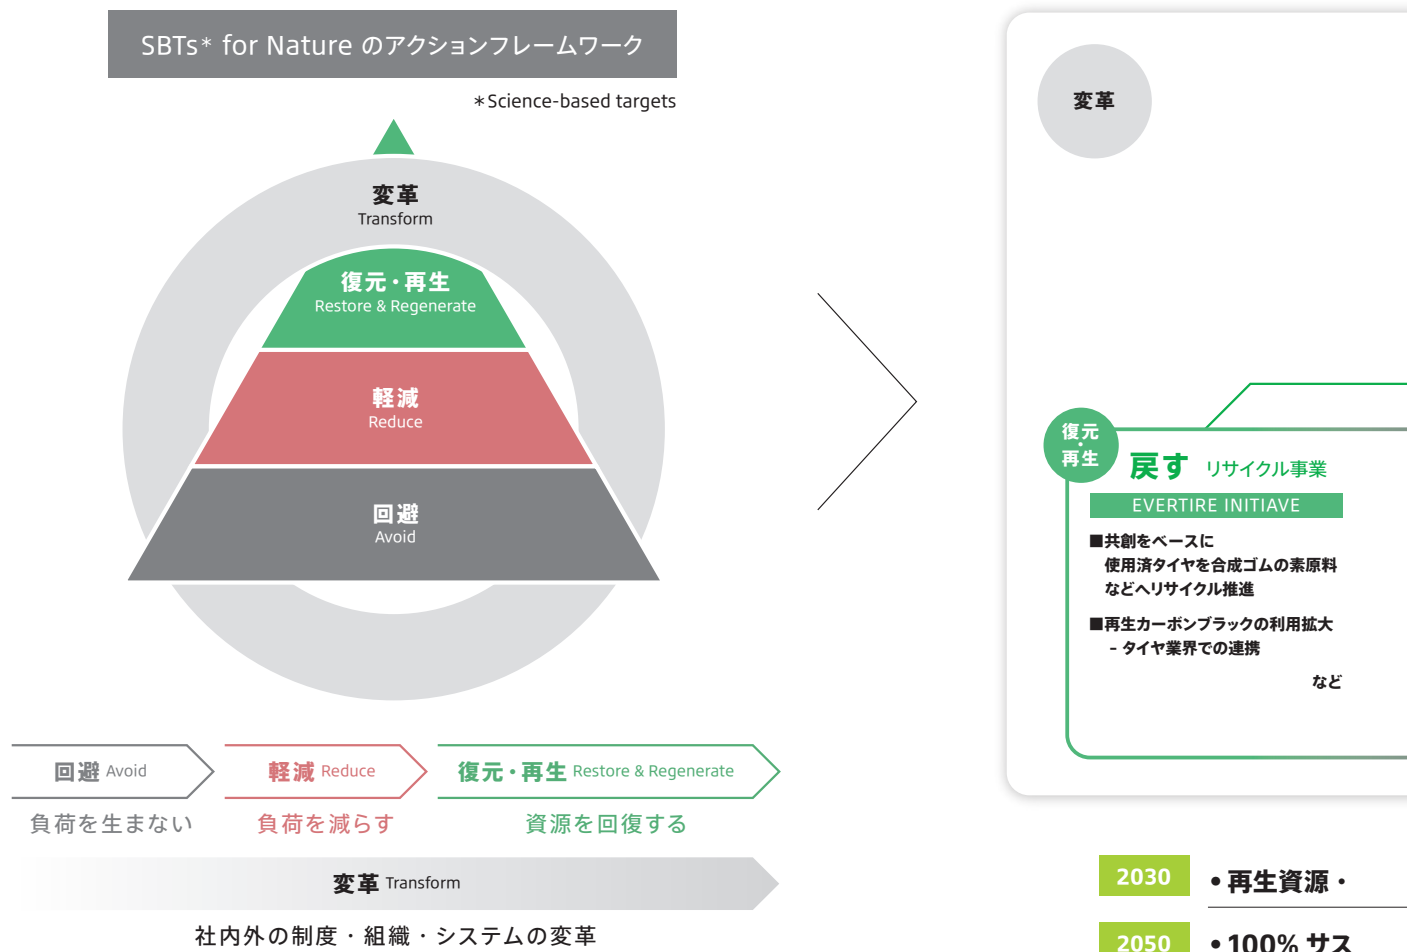 SBTs* for Nature のアクションフレームワーク
*Science-based targets
変革
Transform
復元・再生
Restore & Regenerate
軽減
Reduce
回避
Avoid
回避 Avoid
軽減 Reduce
復元・再生 Restore & Regenerate
負荷を生まない
負荷を減らす
資源を回復する
変革 Transform
社内外の制度・組織・システムの変革
変革
復元
・
再生
戻す リサイクル事業
EVERTIRE INITIAVE
■共創をベースに
使用済タイヤを合成ゴムの素原料
などへリサイクル推進
■再生カーボンブラックの利用拡大
- タイヤ業界での連携
など
2030 •再生資源・
2050 •100% サス